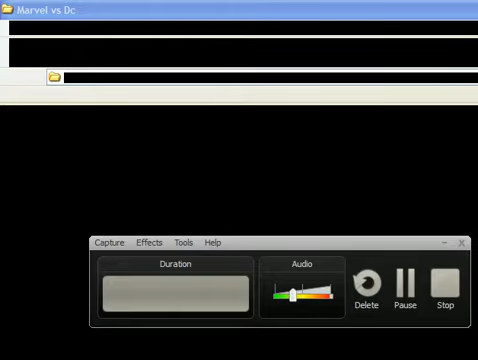 Marvel vs Dc
Capture Effects Tools Help
Duration Audio
Delete Pause Stop